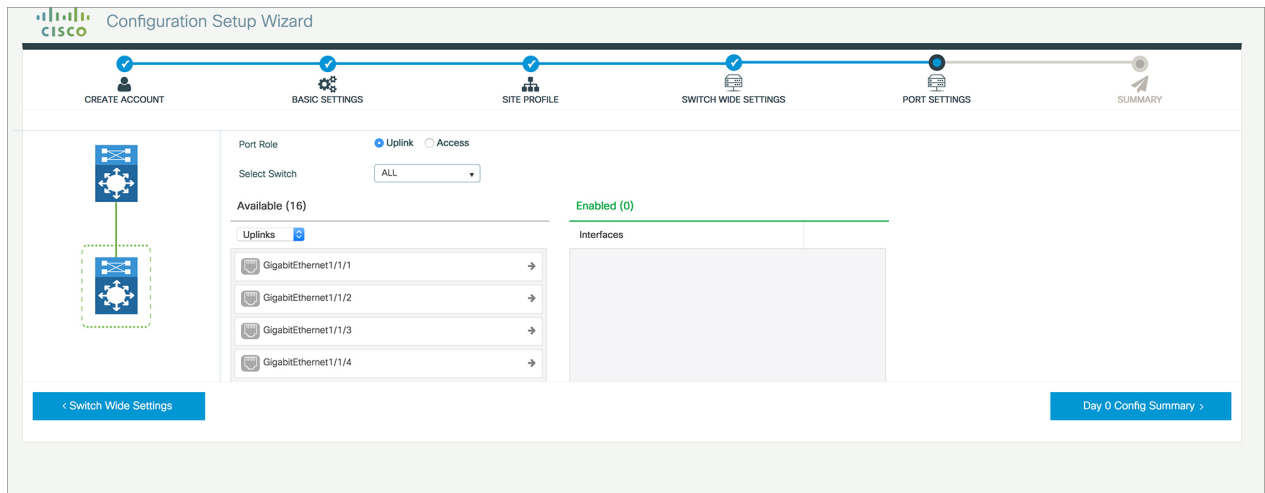 CISCO
Configuration Setup Wizard
CREATE ACCOUNT
BASIC SETTINGS
SITE PROFILE
SWITCH WIDE SETTINGS
PORT SETTINGS
SUMMARY
Port Role
Uplink
Access
Select Switch
ALL
Available (16)
Enabled (0)
Uplinks
Interfaces
GigabitEthernet1/1/1
GigabitEthernet1/1/2
GigabitEthernet1/1/3
GigabitEthernet1/1/4
‹ Switch Wide Settings
Day 0 Config Summary ›